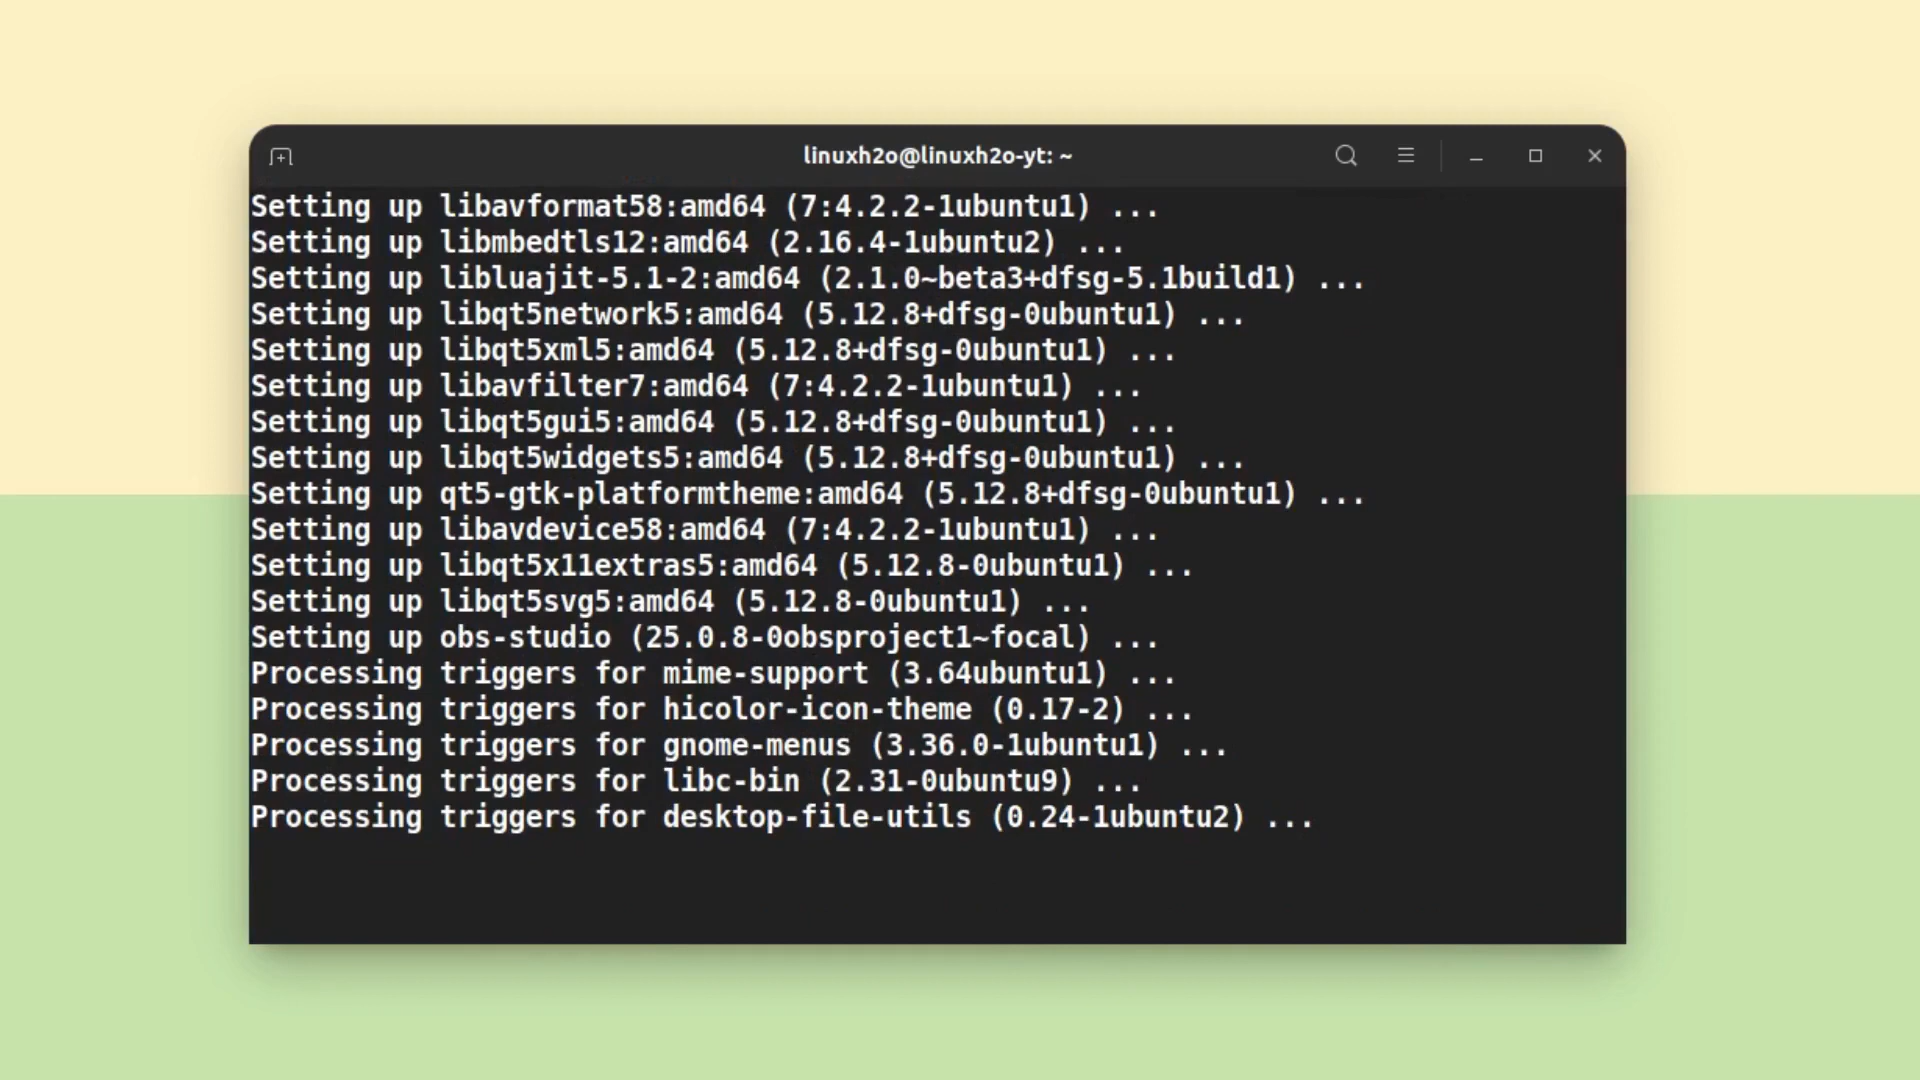 linuxh2o@linuxh2o-yt: ~
Setting up libavformat58:amd64 (7:4.2.2-1ubuntu1) ...
Setting up libmbedtls12:amd64 (2.16.4-1ubuntu2) ...
Setting up libluajit-5.1-2:amd64 (2.1.0~beta3+dfsg-5.1build1) ...
Setting up libqt5network5:amd64 (5.12.8+dfsg-0ubuntu1) ...
Setting up libqt5xml5:amd64 (5.12.8+dfsg-0ubuntu1) ...
Setting up libavfilter7:amd64 (7:4.2.2-1ubuntu1) ...
Setting up libqt5gui5:amd64 (5.12.8+dfsg-0ubuntu1) ...
Setting up libqt5widgets5:amd64 (5.12.8+dfsg-0ubuntu1) ...
Setting up qt5-gtk-platformtheme:amd64 (5.12.8+dfsg-0ubuntu1) ...
Setting up libavdevice58:amd64 (7:4.2.2-1ubuntu1) ...
Setting up libqt5x11extras5:amd64 (5.12.8-0ubuntu1) ...
Setting up libqt5svg5:amd64 (5.12.8-0ubuntu1) ...
Setting up obs-studio (25.0.8-0obsproject1~focal) ...
Processing triggers for mime-support (3.64ubuntu1) ...
Processing triggers for hicolor-icon-theme (0.17-2) ...
Processing triggers for gnome-menus (3.36.0-1ubuntu1) ...
Processing triggers for libc-bin (2.31-0ubuntu9) ...
Processing triggers for desktop-file-utils (0.24-1ubuntu2) ...